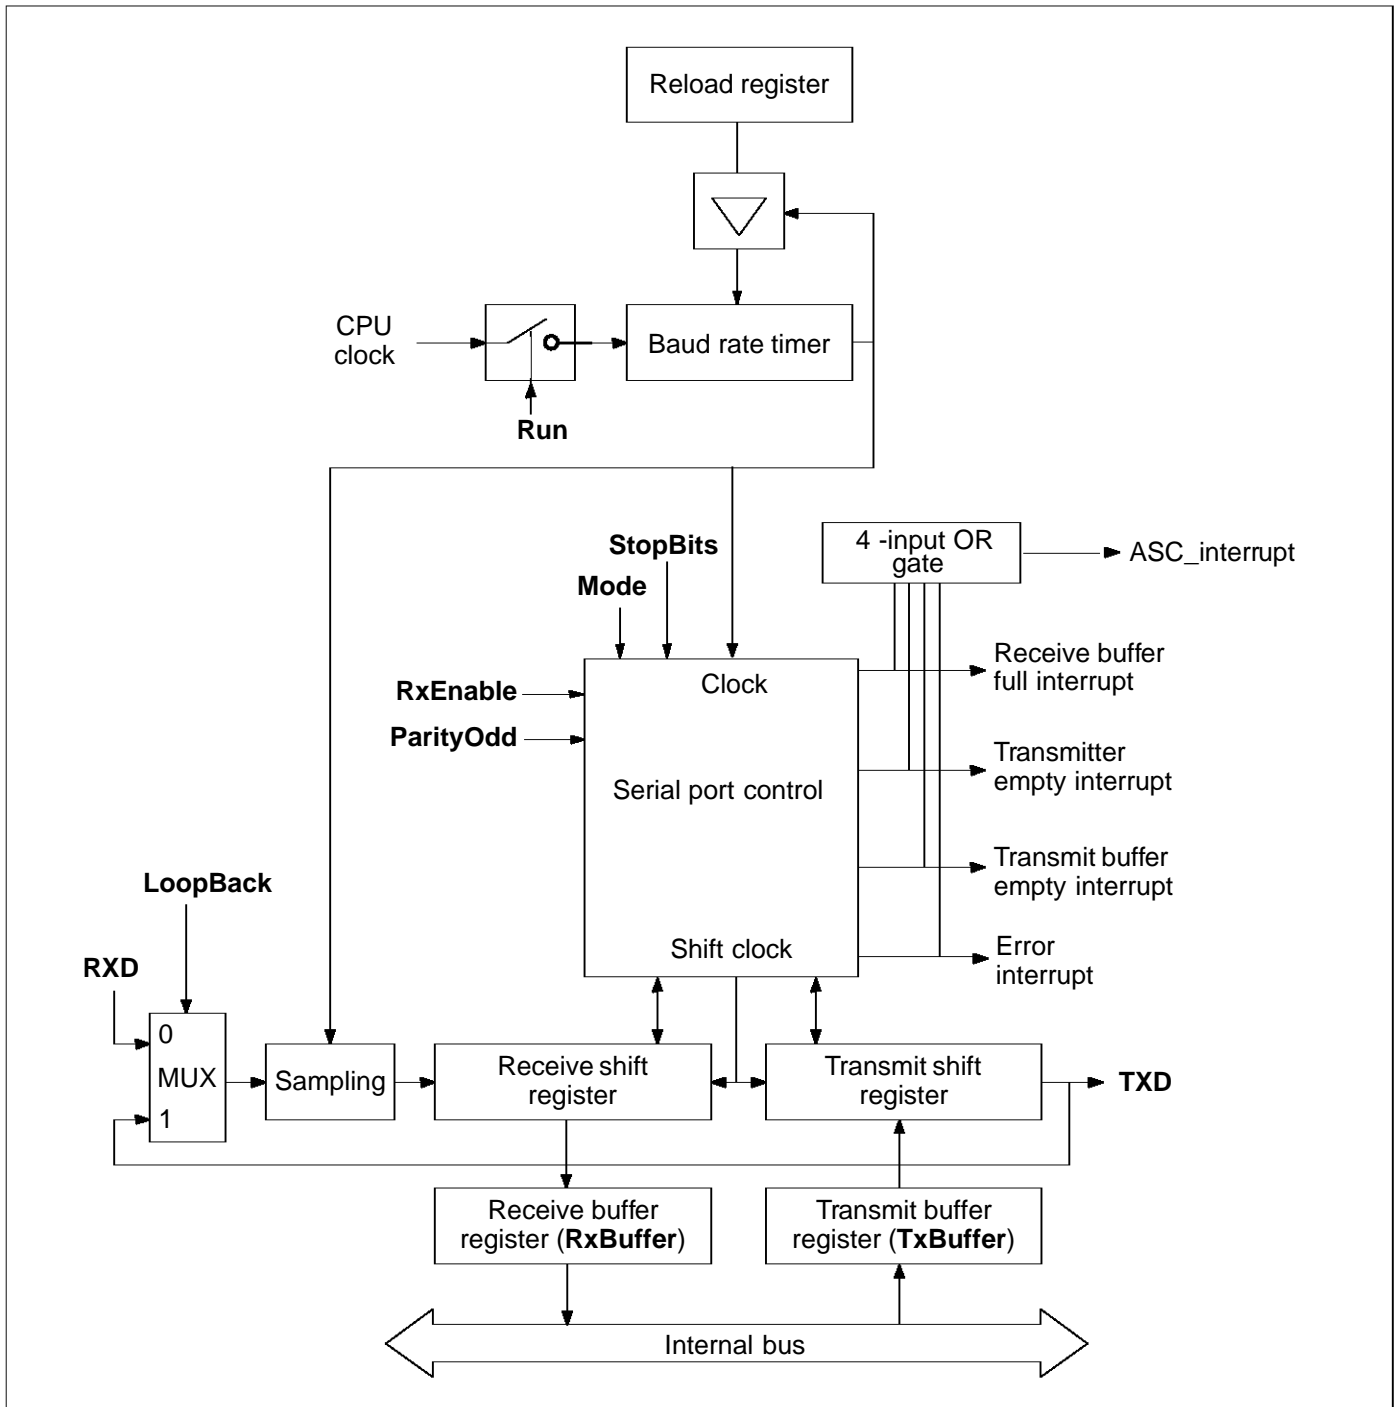 Reload register
CPU
clock
Baud rate timer
Run
StopBits
Mode
4 -input OR
gate
ASC_interrupt
Clock
Receive buffer
full interrupt
RxEnable
ParityOdd
Transmitter
empty interrupt
Serial port control
Transmit buffer
empty interrupt
LoopBack
Shift clock
Error
interrupt
RXD
0
MUX
1
Sampling
Receive shift
register
Transmit shift
register
TXD
Receive buffer
register (RxBuffer)
Transmit buffer
register (TxBuffer)
Internal bus